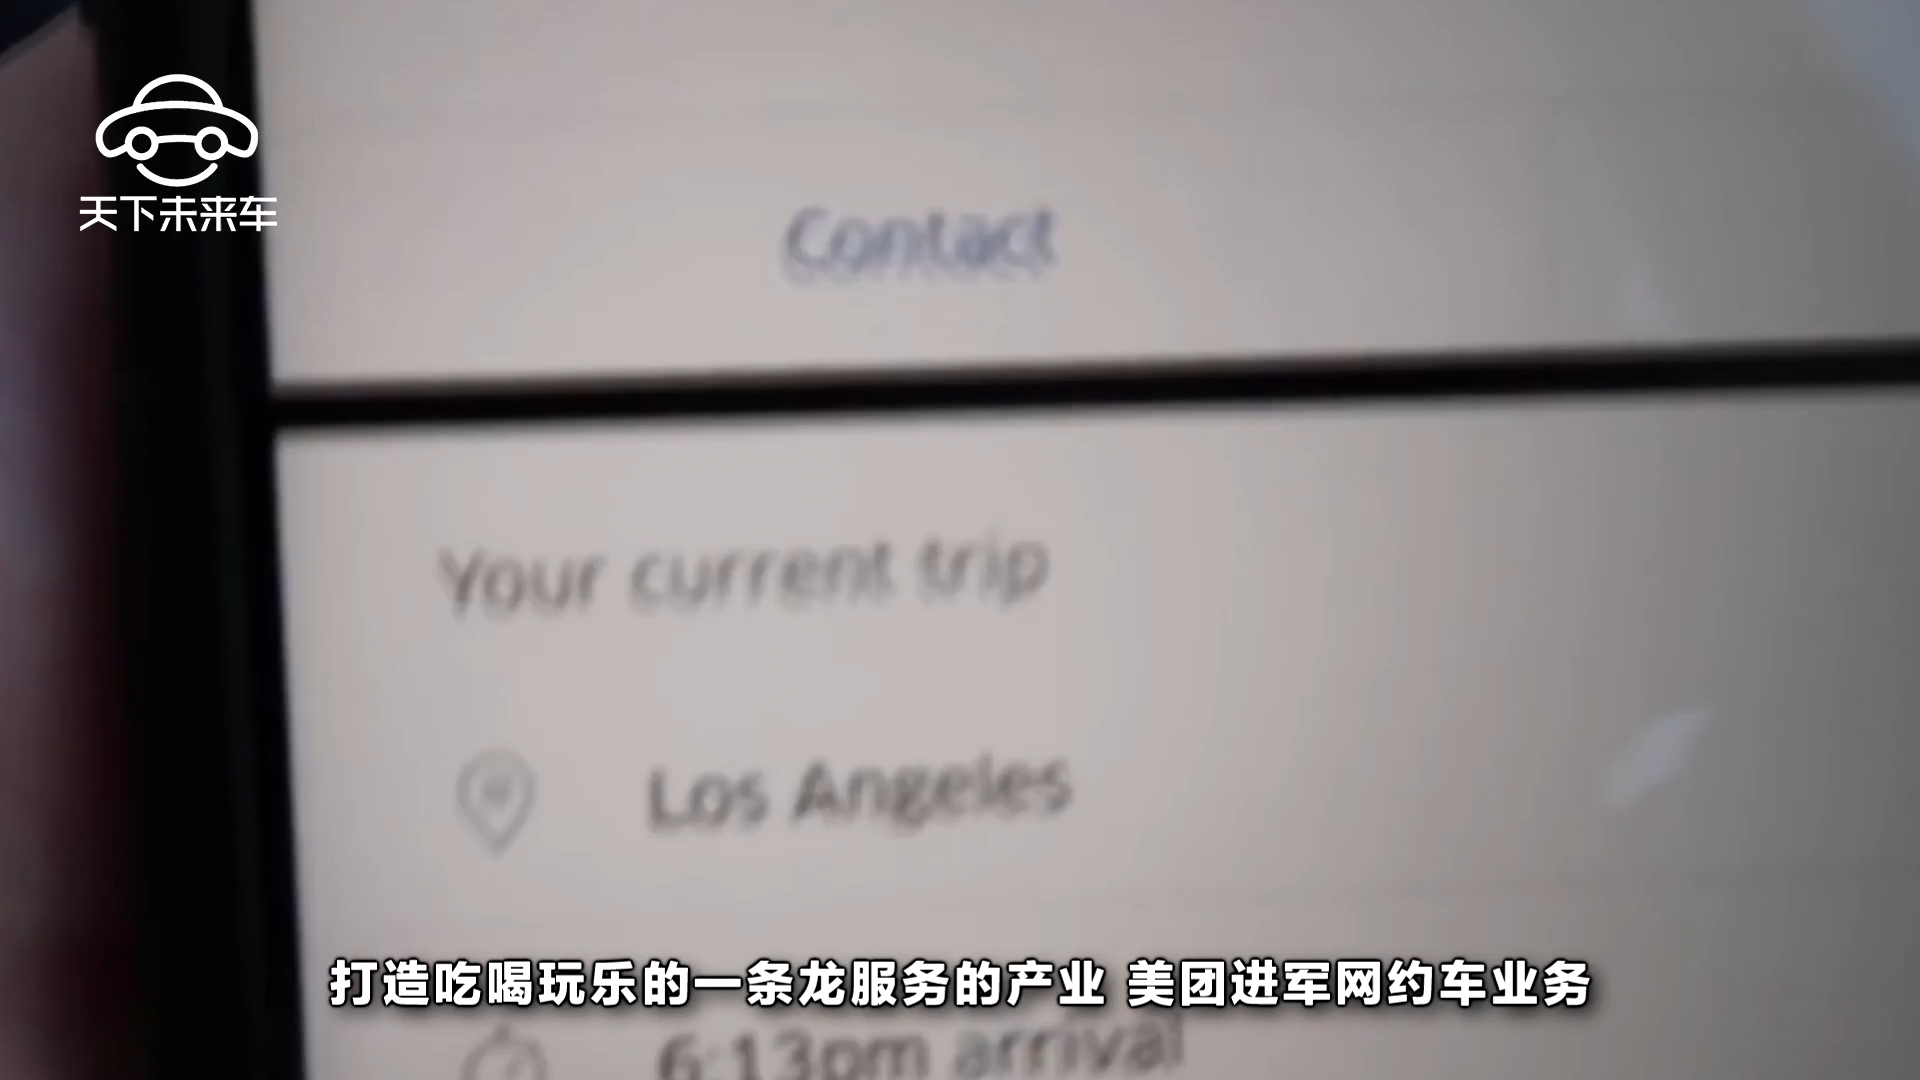 天下未来车
Contact
Your current trip
Los Angeles
打造吃喝玩乐的一条龙服务的产业 美团进军网约车业务
6:13pm arrival